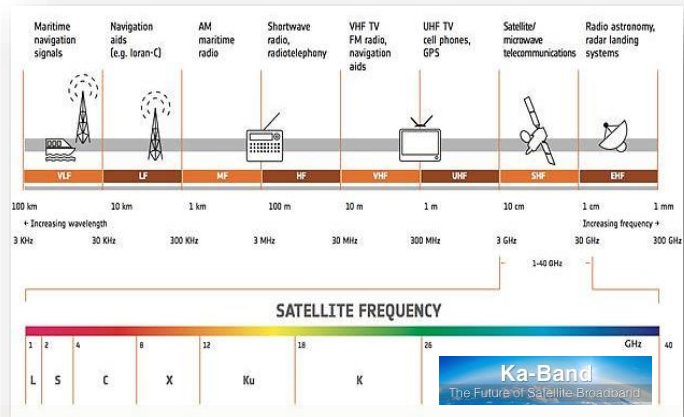 Maritime
navigation
signals
Navigation
aids
(e.g. loran-C)
AM
maritime
radio
Shortwave
radio,
radiotelephony
VHF TV
FM radio,
navigation
aids
UHF TV
cell phones,
GPS
Satellite/
microwave
telecommunications
Radio astronomy,
radar landing
systems
VLF LF MF HF VHF UHF SHF EHF
100 km 10 km 1 km 100 m 10 m 1 m 10 cm 1 cm 1 mm
← Increasing wavelength Increasing frequency →
3 KHz 30 KHz 300 KHz 3 MHz 30 MHz 300 MHz 3 GHz 30 GHz 300 GHz
1-40 GHz
SATELLITE FREQUENCY
1 2 4 8 12 18 26 GHz 40
L S C X Ku K
Ka-Band
The Future of Satellite Broadband